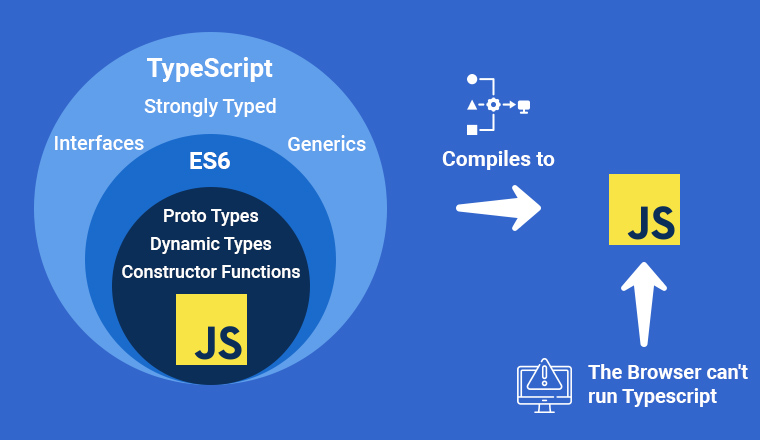 TypeScript
Strongly Typed
Interfaces
Generics
ES6
Proto Types
Dynamic Types
Constructor Functions
JS
Compiles to
JS
The Browser can't
run Typescript